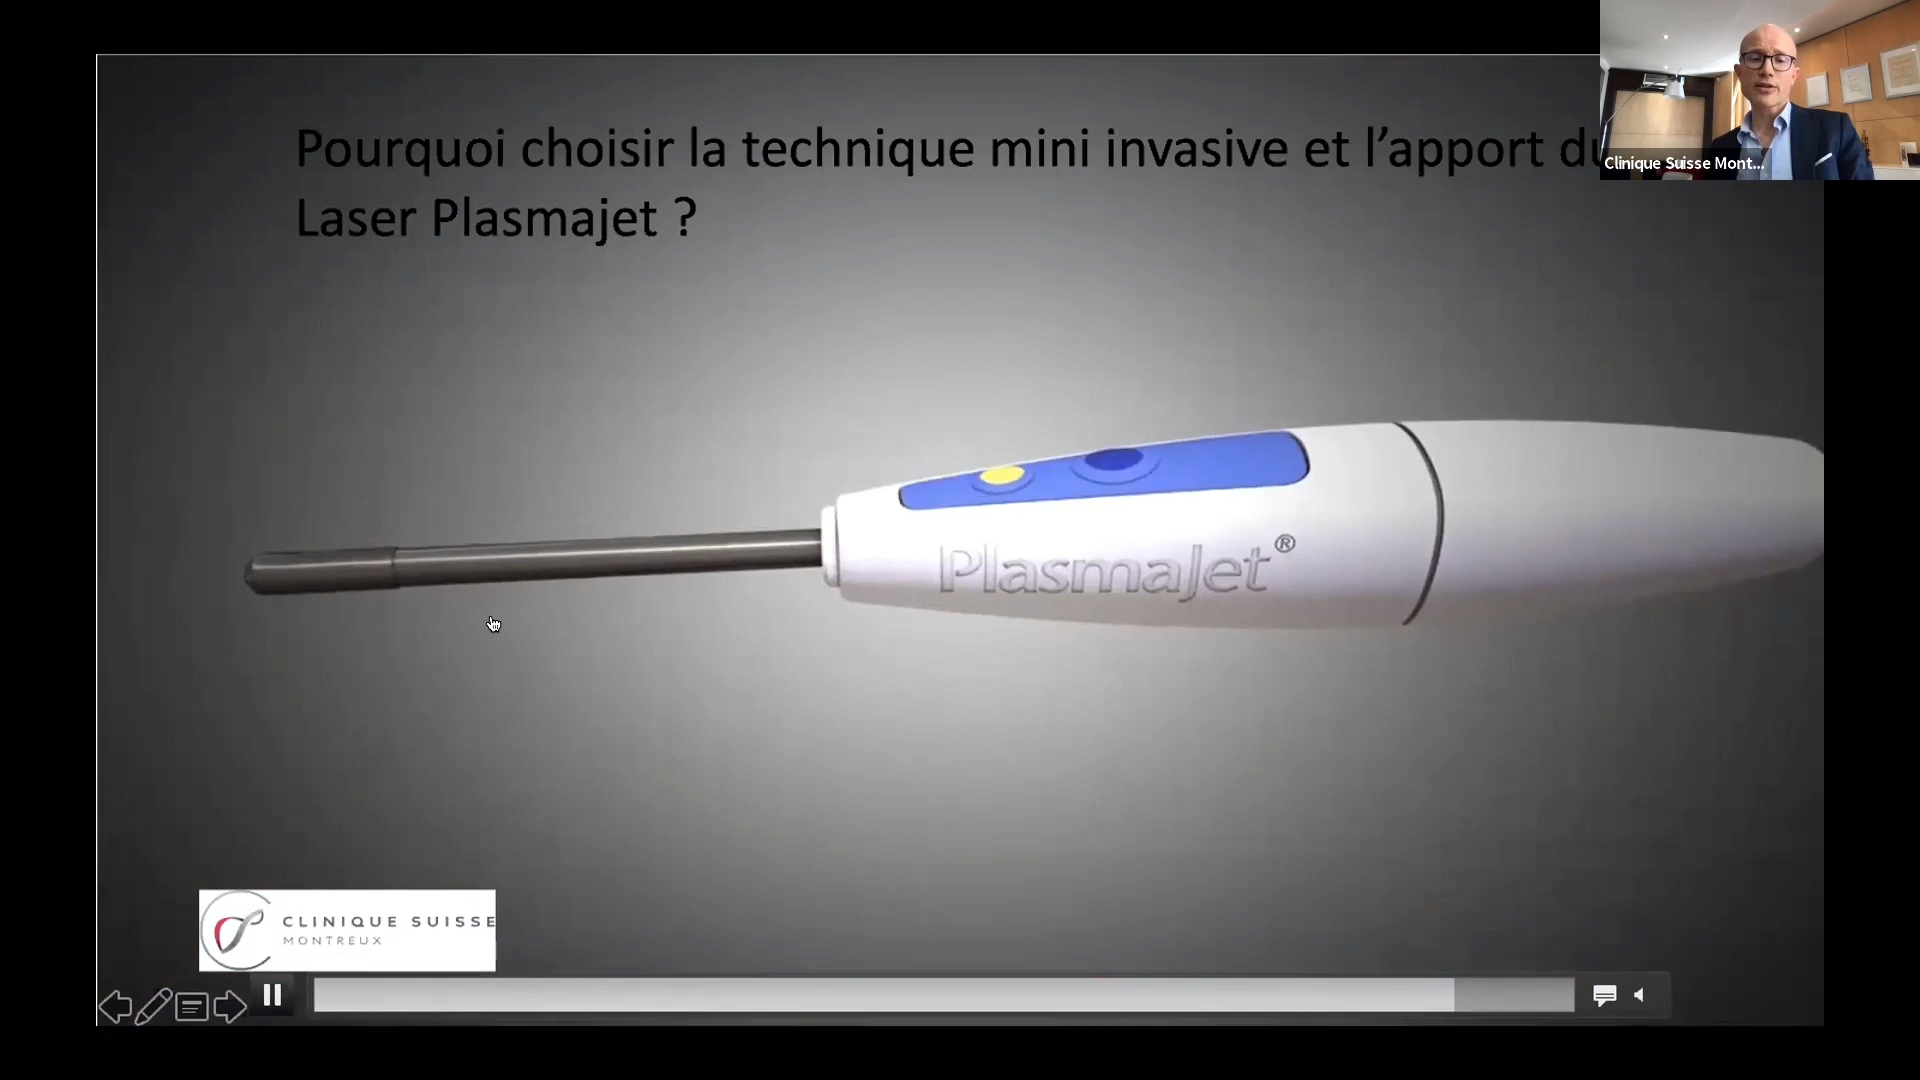 Pourquoi choisir la technique mini invasive et l’apport du
Laser Plasmajet ?
Clinique Suisse Mont...
PlasmaJet®
CLINIQUE SUISSE
MONTREUX